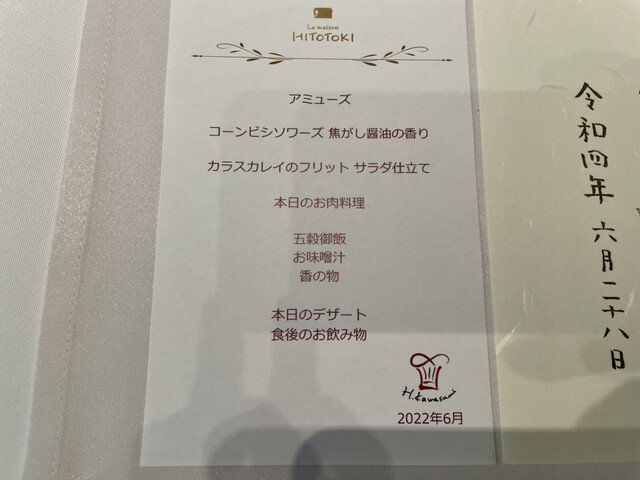 La maison
HITOTOKI
アミューズ
コーンビシソワーズ 焦がし醤油の香り
カラスカレイのフリット サラダ仕立て
本日のお肉料理
五穀御飯
お味噌汁
香の物
本日のデザート
食後のお飲み物
H.Kawasumi
2022年6月
令和四年 六月二十八日